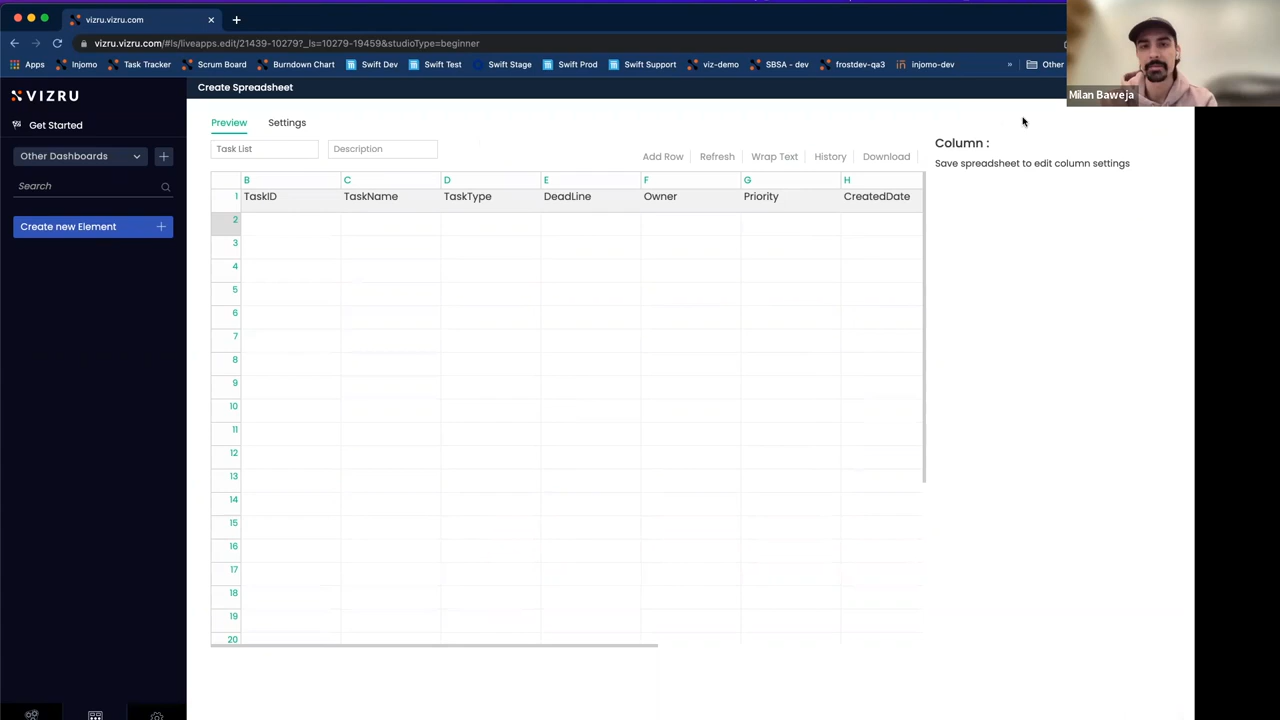 vizru.vizru.com
vizru.vizru.com/#ls/liveapps.edit/21439-10279?_ls=10279-19459&studioType=beginner
Apps Injomo Task Tracker Scrum Board Burndown Chart Swift Dev Swift Test Swift Stage Swift Prod Swift Support viz-demo SBSA - dev frostdev-qa3 injomo-dev » Other
Milan Baweja
VIZRU
Create Spreadsheet
Get Started
Preview Settings
Other Dashboards
Task List Description
Add Row Refresh Wrap Text History Download
Column :
Save spreadsheet to edit column settings
Search
Create new Element
B C D E F G H
1 TaskID TaskName TaskType DeadLine Owner Priority CreatedDate
2
3
4
5
6
7
8
9
10
11
12
13
14
15
16
17
18
19
20